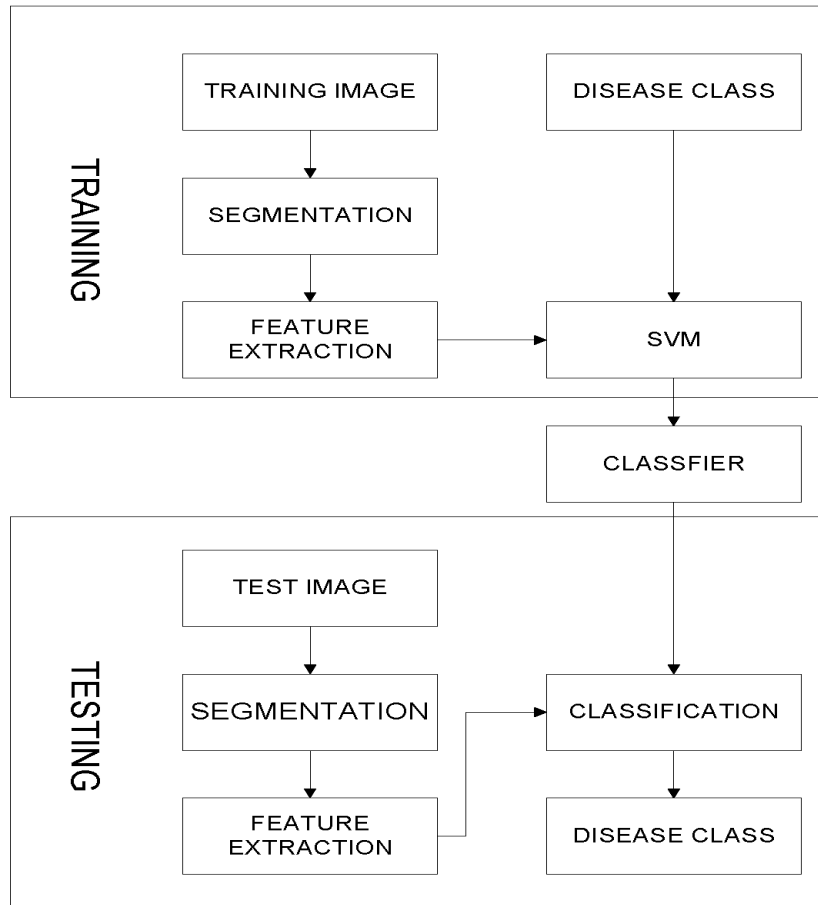 TRAINING
TRAINING IMAGE
DISEASE CLASS
SEGMENTATION
FEATURE
EXTRACTION
SVM
CLASSFIER
TESTING
TEST IMAGE
SEGMENTATION
CLASSIFICATION
FEATURE
EXTRACTION
DISEASE CLASS